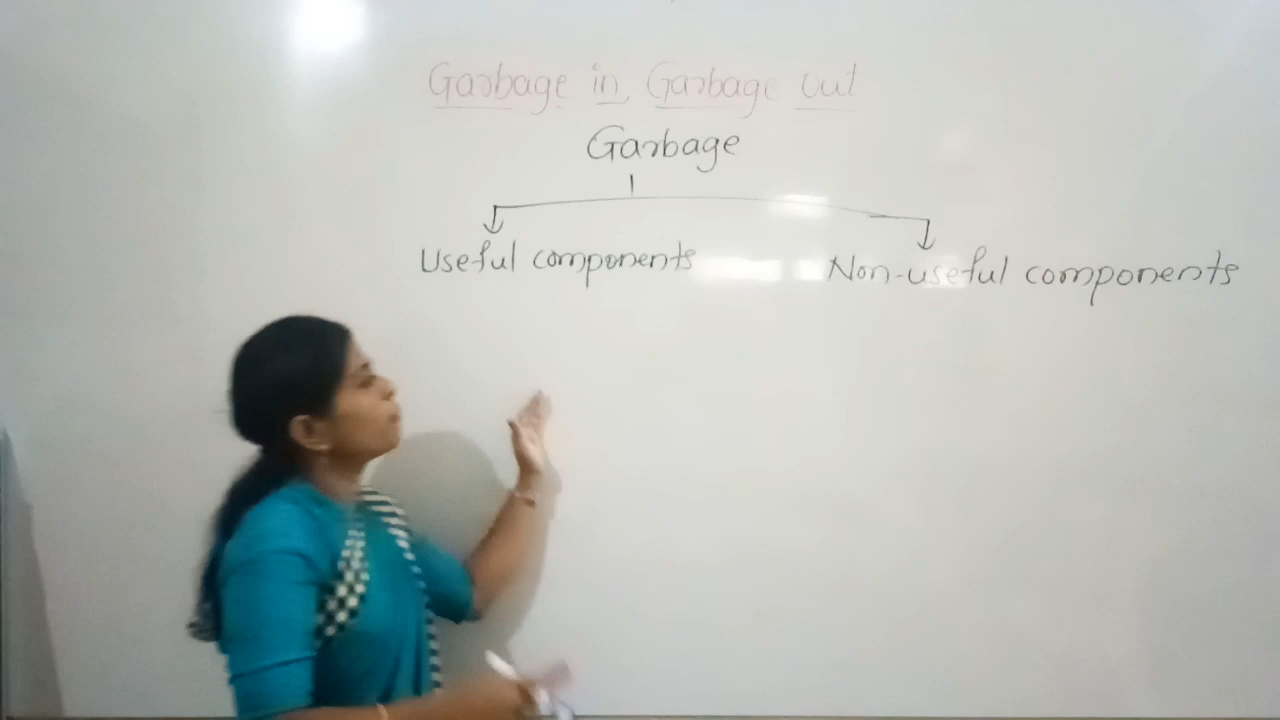 Garbage in Garbage out
Garbage
Useful components
Non-useful components